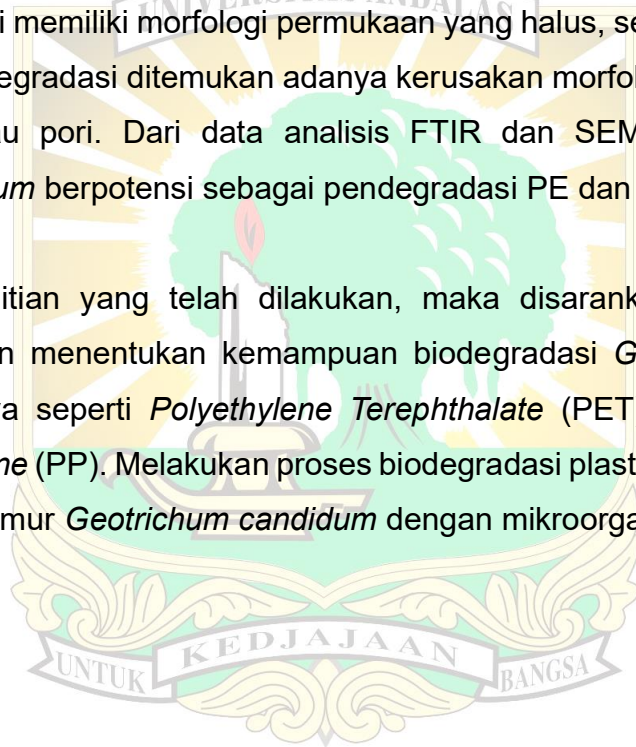 UNIVERSITAS ANDALAS
i memiliki morfologi permukaan yang halus, se
egradasi ditemukan adanya kerusakan morfol
au pori. Dari data analisis FTIR dan SEM
um berpotensi sebagai pendegradasi PE dan
itian yang telah dilakukan, maka disarank
n menentukan kemampuan biodegradasi G
a seperti Polyethylene Terephthalate (PET
ne (PP). Melakukan proses biodegradasi plast
mur Geotrichum candidum dengan mikroorga
UNTUK KEDJAJAAN BANGSA